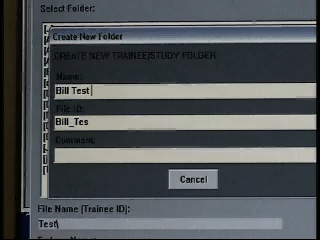 Select Folder:
Create New Folder
CREATE NEW TRAINEE/STUDY FOLDER
Name:
Bill Test
File ID:
Bill_Tes
Comment:
Cancel
File Name (Trainee ID):
Test\